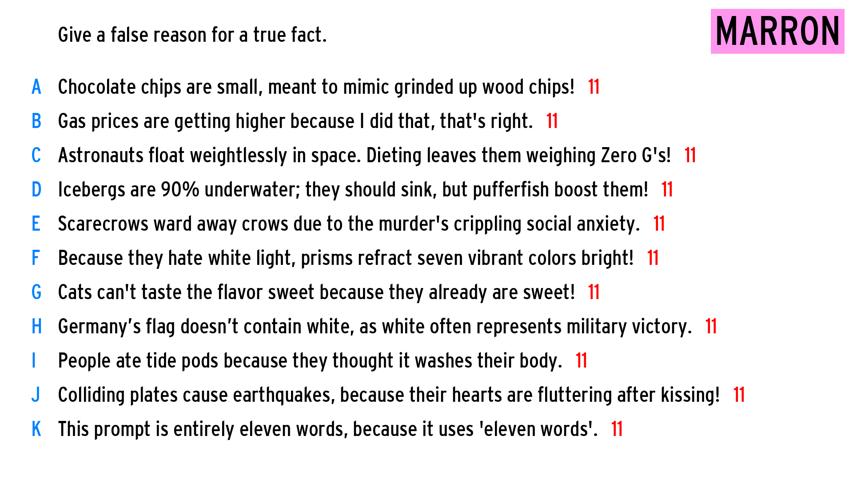 Give a false reason for a true fact.
MARRON
A Chocolate chips are small, meant to mimic grinded up wood chips! 11
B Gas prices are getting higher because I did that, that's right. 11
C Astronauts float weightlessly in space. Dieting leaves them weighing Zero G's! 11
D Icebergs are 90% underwater; they should sink, but pufferfish boost them! 11
E Scarecrows ward away crows due to the murder's crippling social anxiety. 11
F Because they hate white light, prisms refract seven vibrant colors bright! 11
G Cats can't taste the flavor sweet because they already are sweet! 11
H Germany’s flag doesn’t contain white, as white often represents military victory. 11
I People ate tide pods because they thought it washes their body. 11
J Colliding plates cause earthquakes, because their hearts are fluttering after kissing! 11
K This prompt is entirely eleven words, because it uses 'eleven words'. 11